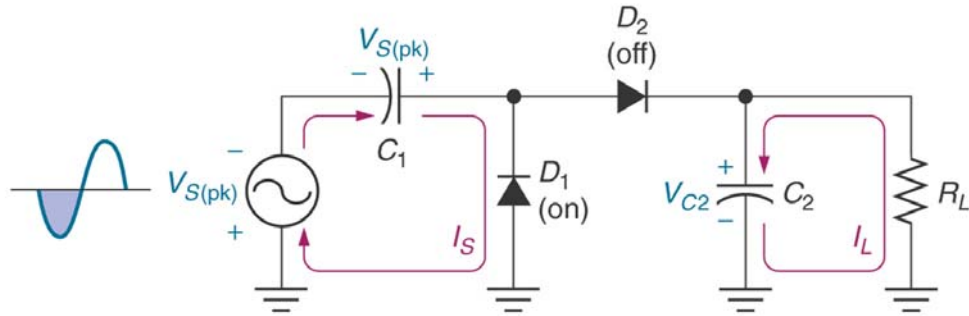 V_S(pk)
− +
C_1
D_2
(off)
−
V_S(pk)
+
I_S
D_1
(on)
+
V_C2
−
C_2
I_L
R_L